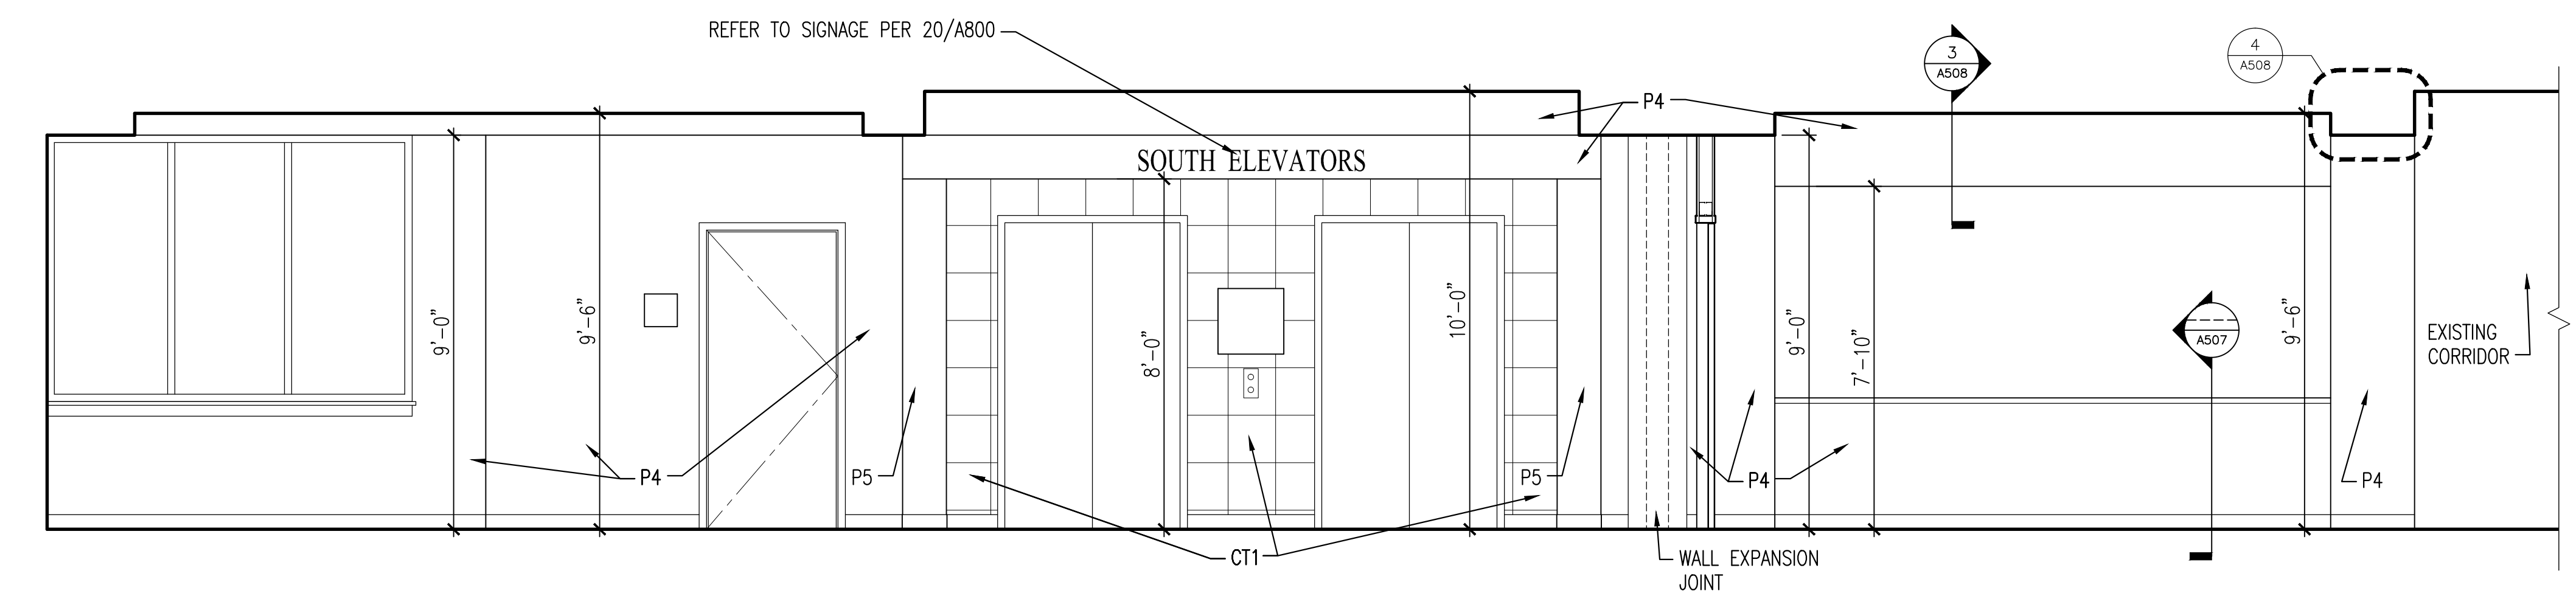 REFER TO SIGNAGE PER 20/A800
3
A508
4
A508
P4
SOUTH ELEVATORS
9'-0"
9'-6"
8'-0"
10'-0"
9'-0"
7'-10"
9'-6"
A507
EXISTING
CORRIDOR
P4
P5
P5
P4
P4
CT1
WALL EXPANSION
JOINT